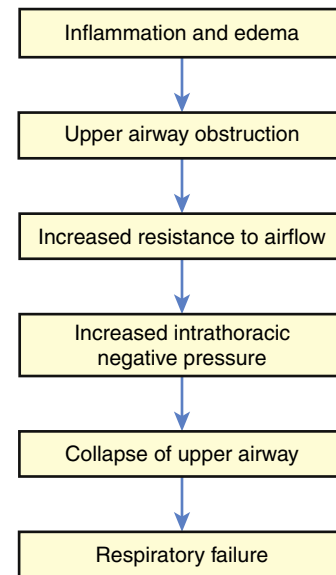 Inflammation and edema
Upper airway obstruction
Increased resistance to airflow
Increased intrathoracic
negative pressure
Collapse of upper airway
Respiratory failure